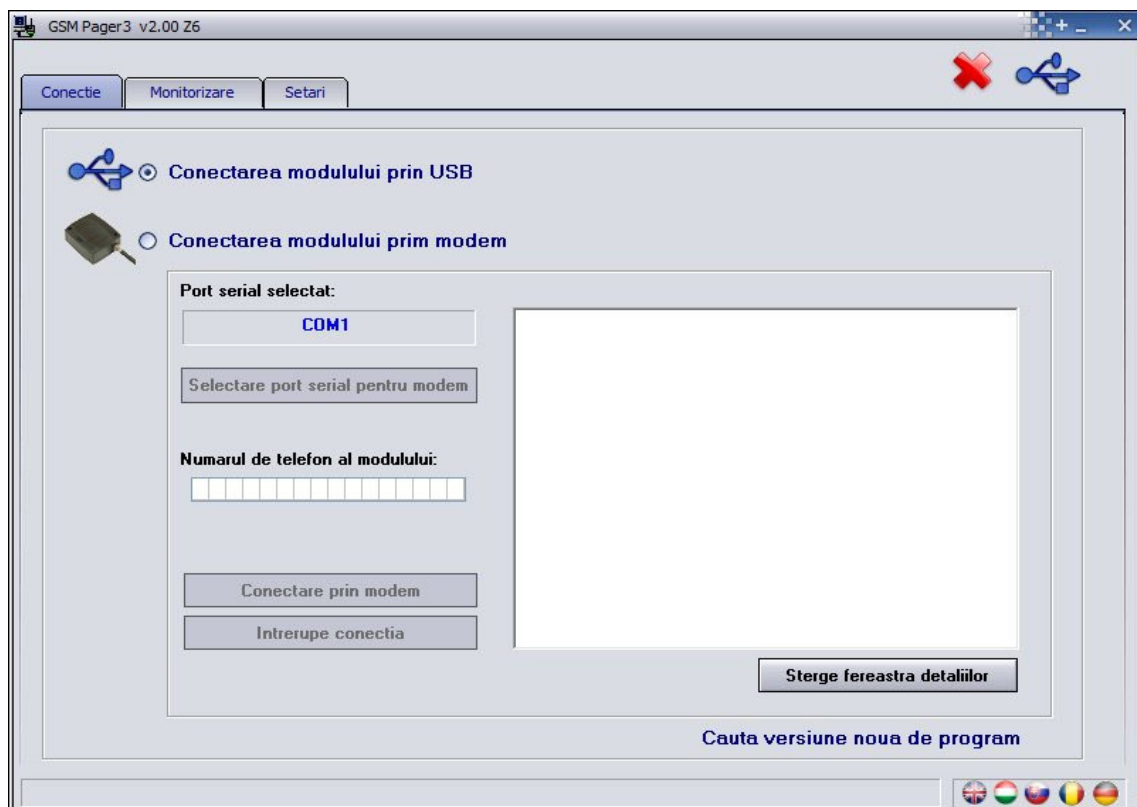 GSM Pager3 v2.00 Z6
Conectie Monitorizare Setari
Conectarea modulului prin USB
Conectarea modulului prim modem
Port serial selectat:
COM1
Selectare port serial pentru modem
Numarul de telefon al modulului:
Conectare prin modem
Intrerupe conectia
Sterge fereastra detaliilor
Cauta versiune noua de program